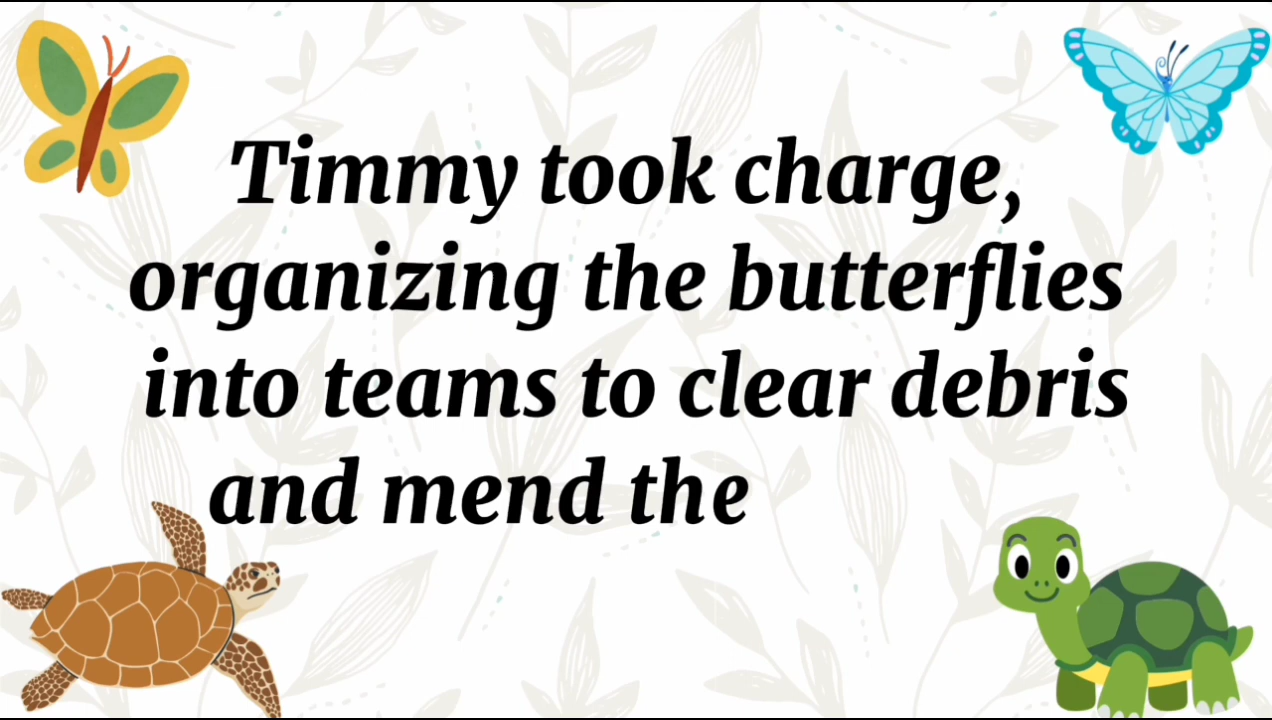 Timmy took charge,
organizing the butterflies
into teams to clear debris
and mend the